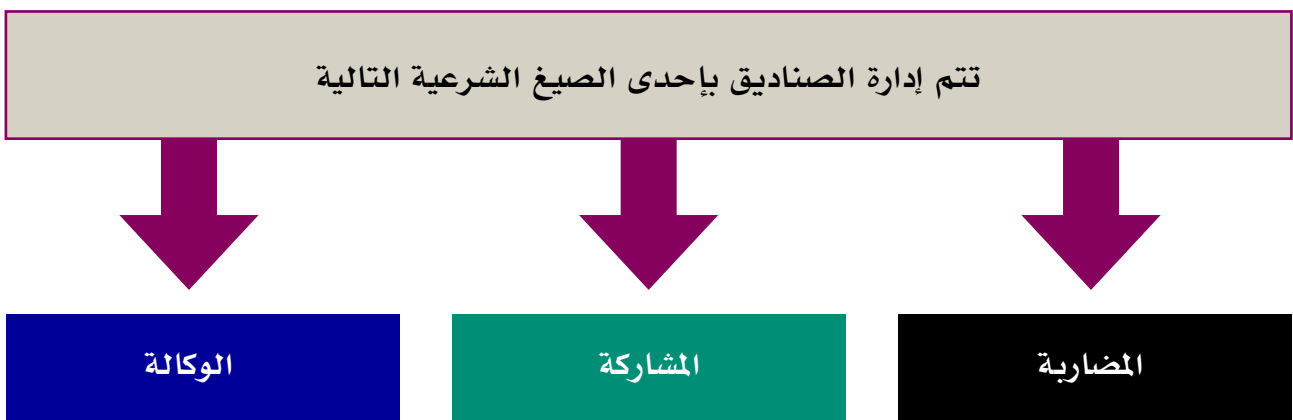 تتم إدارة الصناديق بإحدى الصيغ الشرعية التالية
المضاربة
المشاركة
الوكالة